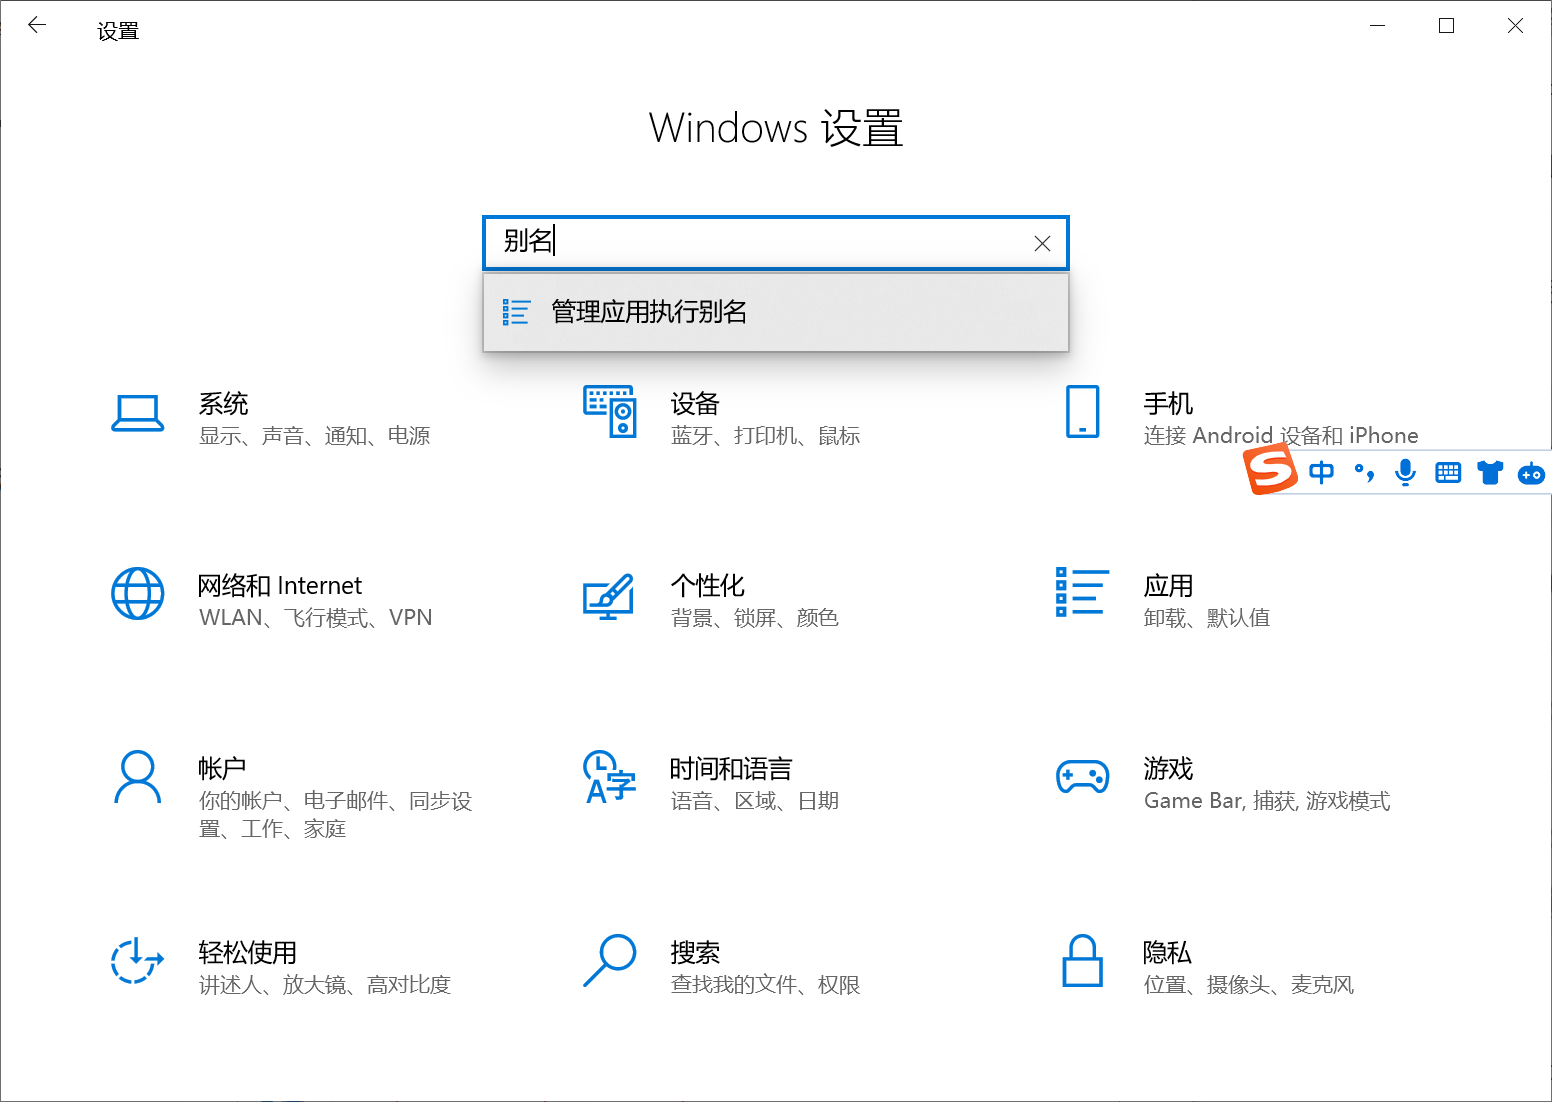 设置
Windows 设置
别名
管理应用执行别名
系统
显示、声音、通知、电源
设备
蓝牙、打印机、鼠标
手机
连接 Android 设备和 iPhone
中
网络和 Internet
WLAN、飞行模式、VPN
个性化
背景、锁屏、颜色
应用
卸载、默认值
帐户
你的帐户、电子邮件、同步设
置、工作、家庭
时间和语言
语音、区域、日期
游戏
Game Bar, 捕获, 游戏模式
轻松使用
讲述人、放大镜、高对比度
搜索
查找我的文件、权限
隐私
位置、摄像头、麦克风